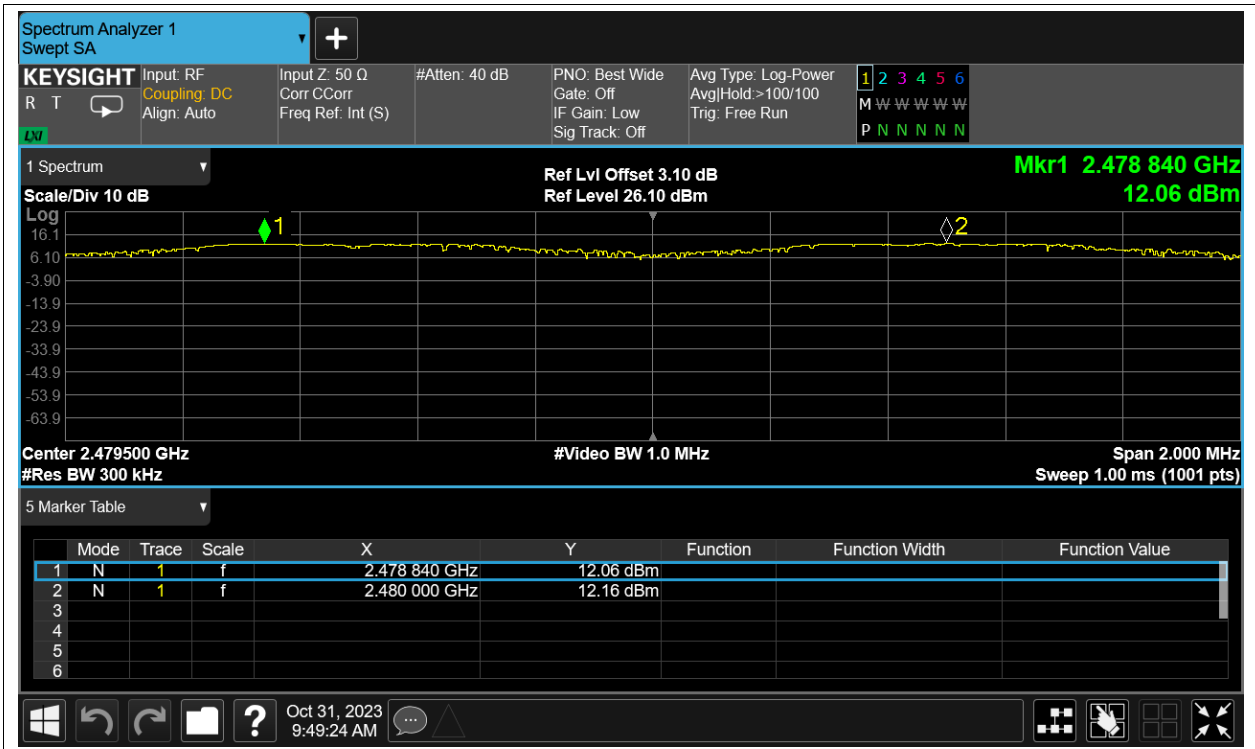 Spectrum Analyzer 1
Swept SA
KEYSIGHT Input: RF Input Z: 50 Ω #Atten: 40 dB PNO: Best Wide Avg Type: Log-Power 1 2 3 4 5 6
R T Coupling: DC Corr CCorr Gate: Off Avg|Hold:>100/100 M W W W W W
Align: Auto Freq Ref: Int (S) IF Gain: Low Trig: Free Run
LXI Sig Track: Off P N N N N N
1 Spectrum Ref Lvl Offset 3.10 dB Mkr1 2.478 840 GHz
Scale/Div 10 dB Ref Level 26.10 dBm 12.06 dBm
Log
1 2
16.1
6.10
-3.90
-13.9
-23.9
-33.9
-43.9
-53.9
-63.9
Center 2.479500 GHz #Video BW 1.0 MHz Span 2.000 MHz
#Res BW 300 kHz Sweep 1.00 ms (1001 pts)
5 Marker Table
Mode Trace Scale X Y Function Function Width Function Value
1 N 1 f 2.478 840 GHz 12.06 dBm
2 N 1 f 2.480 000 GHz 12.16 dBm
3
4
5
6
? Oct 31, 2023
9:49:24 AM